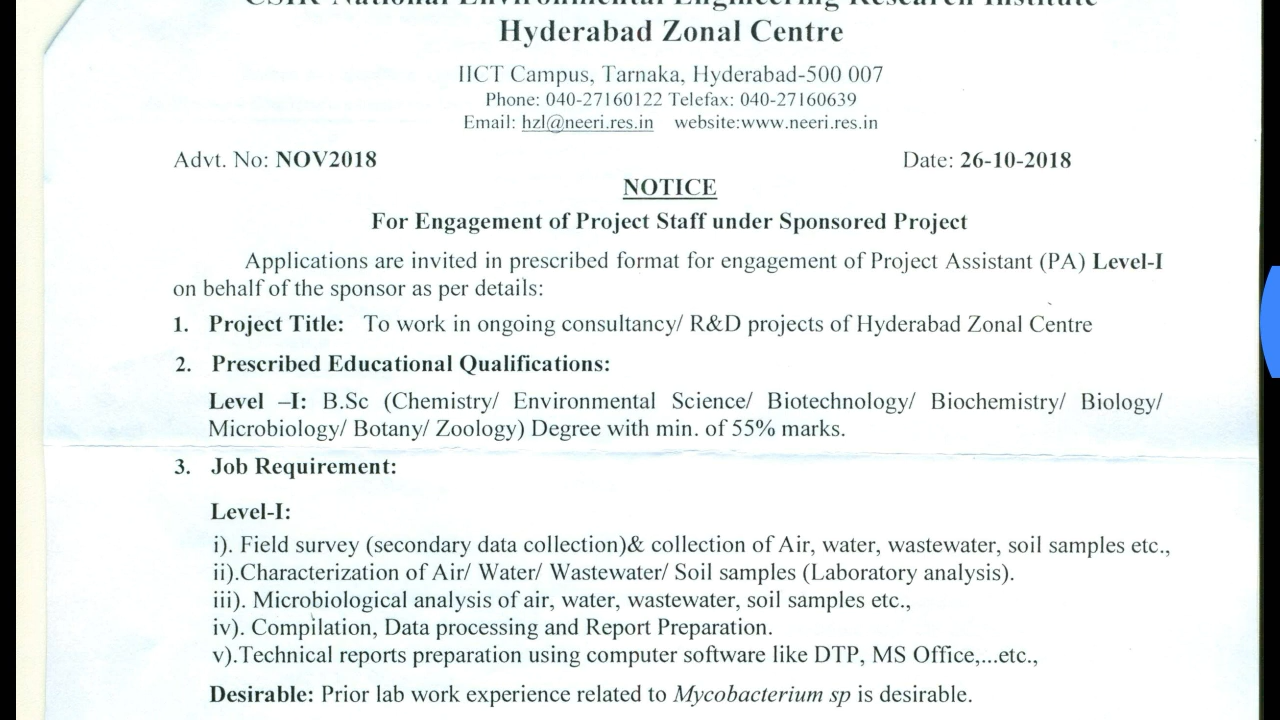 CSIR-National Environmental Engineering Research Institute
Hyderabad Zonal Centre
IICT Campus, Tarnaka, Hyderabad-500 007
Phone: 040-27160122 Telefax: 040-27160639
Email: hzl@neeri.res.in website:www.neeri.res.in
Advt. No: NOV2018 Date: 26-10-2018
NOTICE
For Engagement of Project Staff under Sponsored Project
Applications are invited in prescribed format for engagement of Project Assistant (PA) Level-I
on behalf of the sponsor as per details:
1. Project Title: To work in ongoing consultancy/ R&D projects of Hyderabad Zonal Centre
2. Prescribed Educational Qualifications:
Level –I: B.Sc (Chemistry/ Environmental Science/ Biotechnology/ Biochemistry/ Biology/
Microbiology/ Botany/ Zoology) Degree with min. of 55% marks.
3. Job Requirement:
Level-I:
i). Field survey (secondary data collection)& collection of Air, water, wastewater, soil samples etc.,
ii).Characterization of Air/ Water/ Wastewater/ Soil samples (Laboratory analysis).
iii). Microbiological analysis of air, water, wastewater, soil samples etc.,
iv). Compilation, Data processing and Report Preparation.
v).Technical reports preparation using computer software like DTP, MS Office,...etc.,
Desirable: Prior lab work experience related to Mycobacterium sp is desirable.